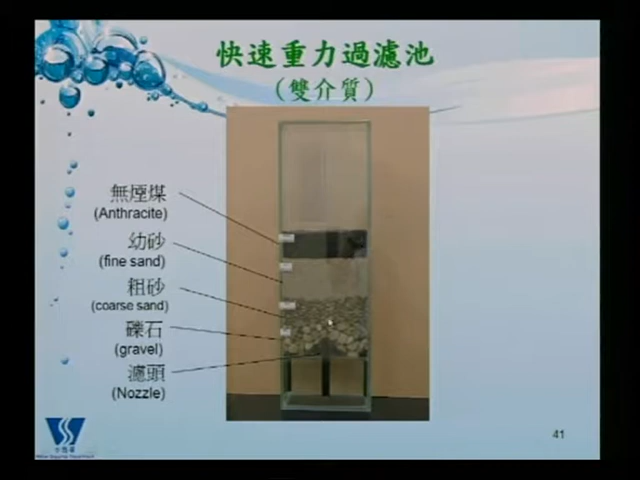 快速重力過濾池
(雙介質)
無煙煤
(Anthracite)
幼砂
(fine sand)
粗砂
(coarse sand)
礫石
(gravel)
濾頭
(Nozzle)
41